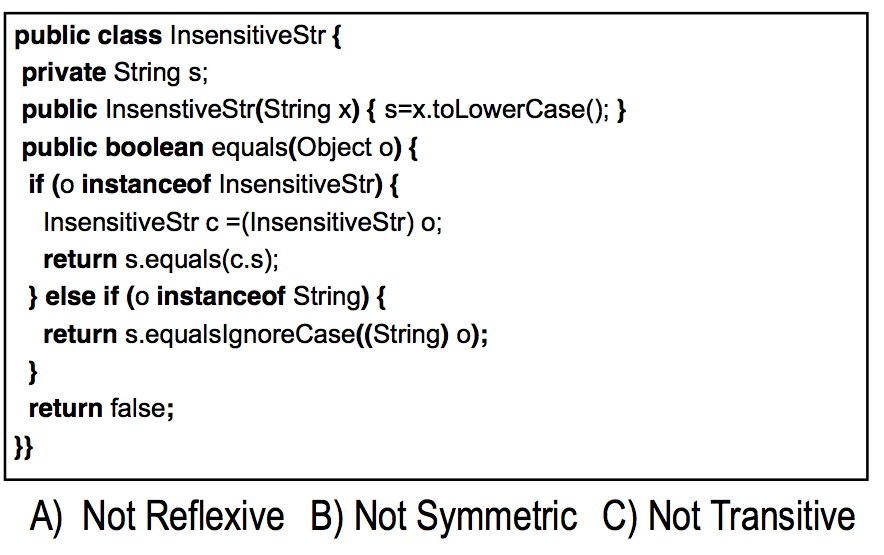 public class InsensitiveStr {
private String s;
public InsenstiveStr(String x) { s=x.toLowerCase(); }
public boolean equals(Object o) {
if (o instanceof InsensitiveStr) {
InsensitiveStr c =(InsensitiveStr) o;
return s.equals(c.s);
} else if (o instanceof String) {
return s.equalsIgnoreCase((String) o);
}
return false;
}}
A) Not Reflexive B) Not Symmetric C) Not Transitive